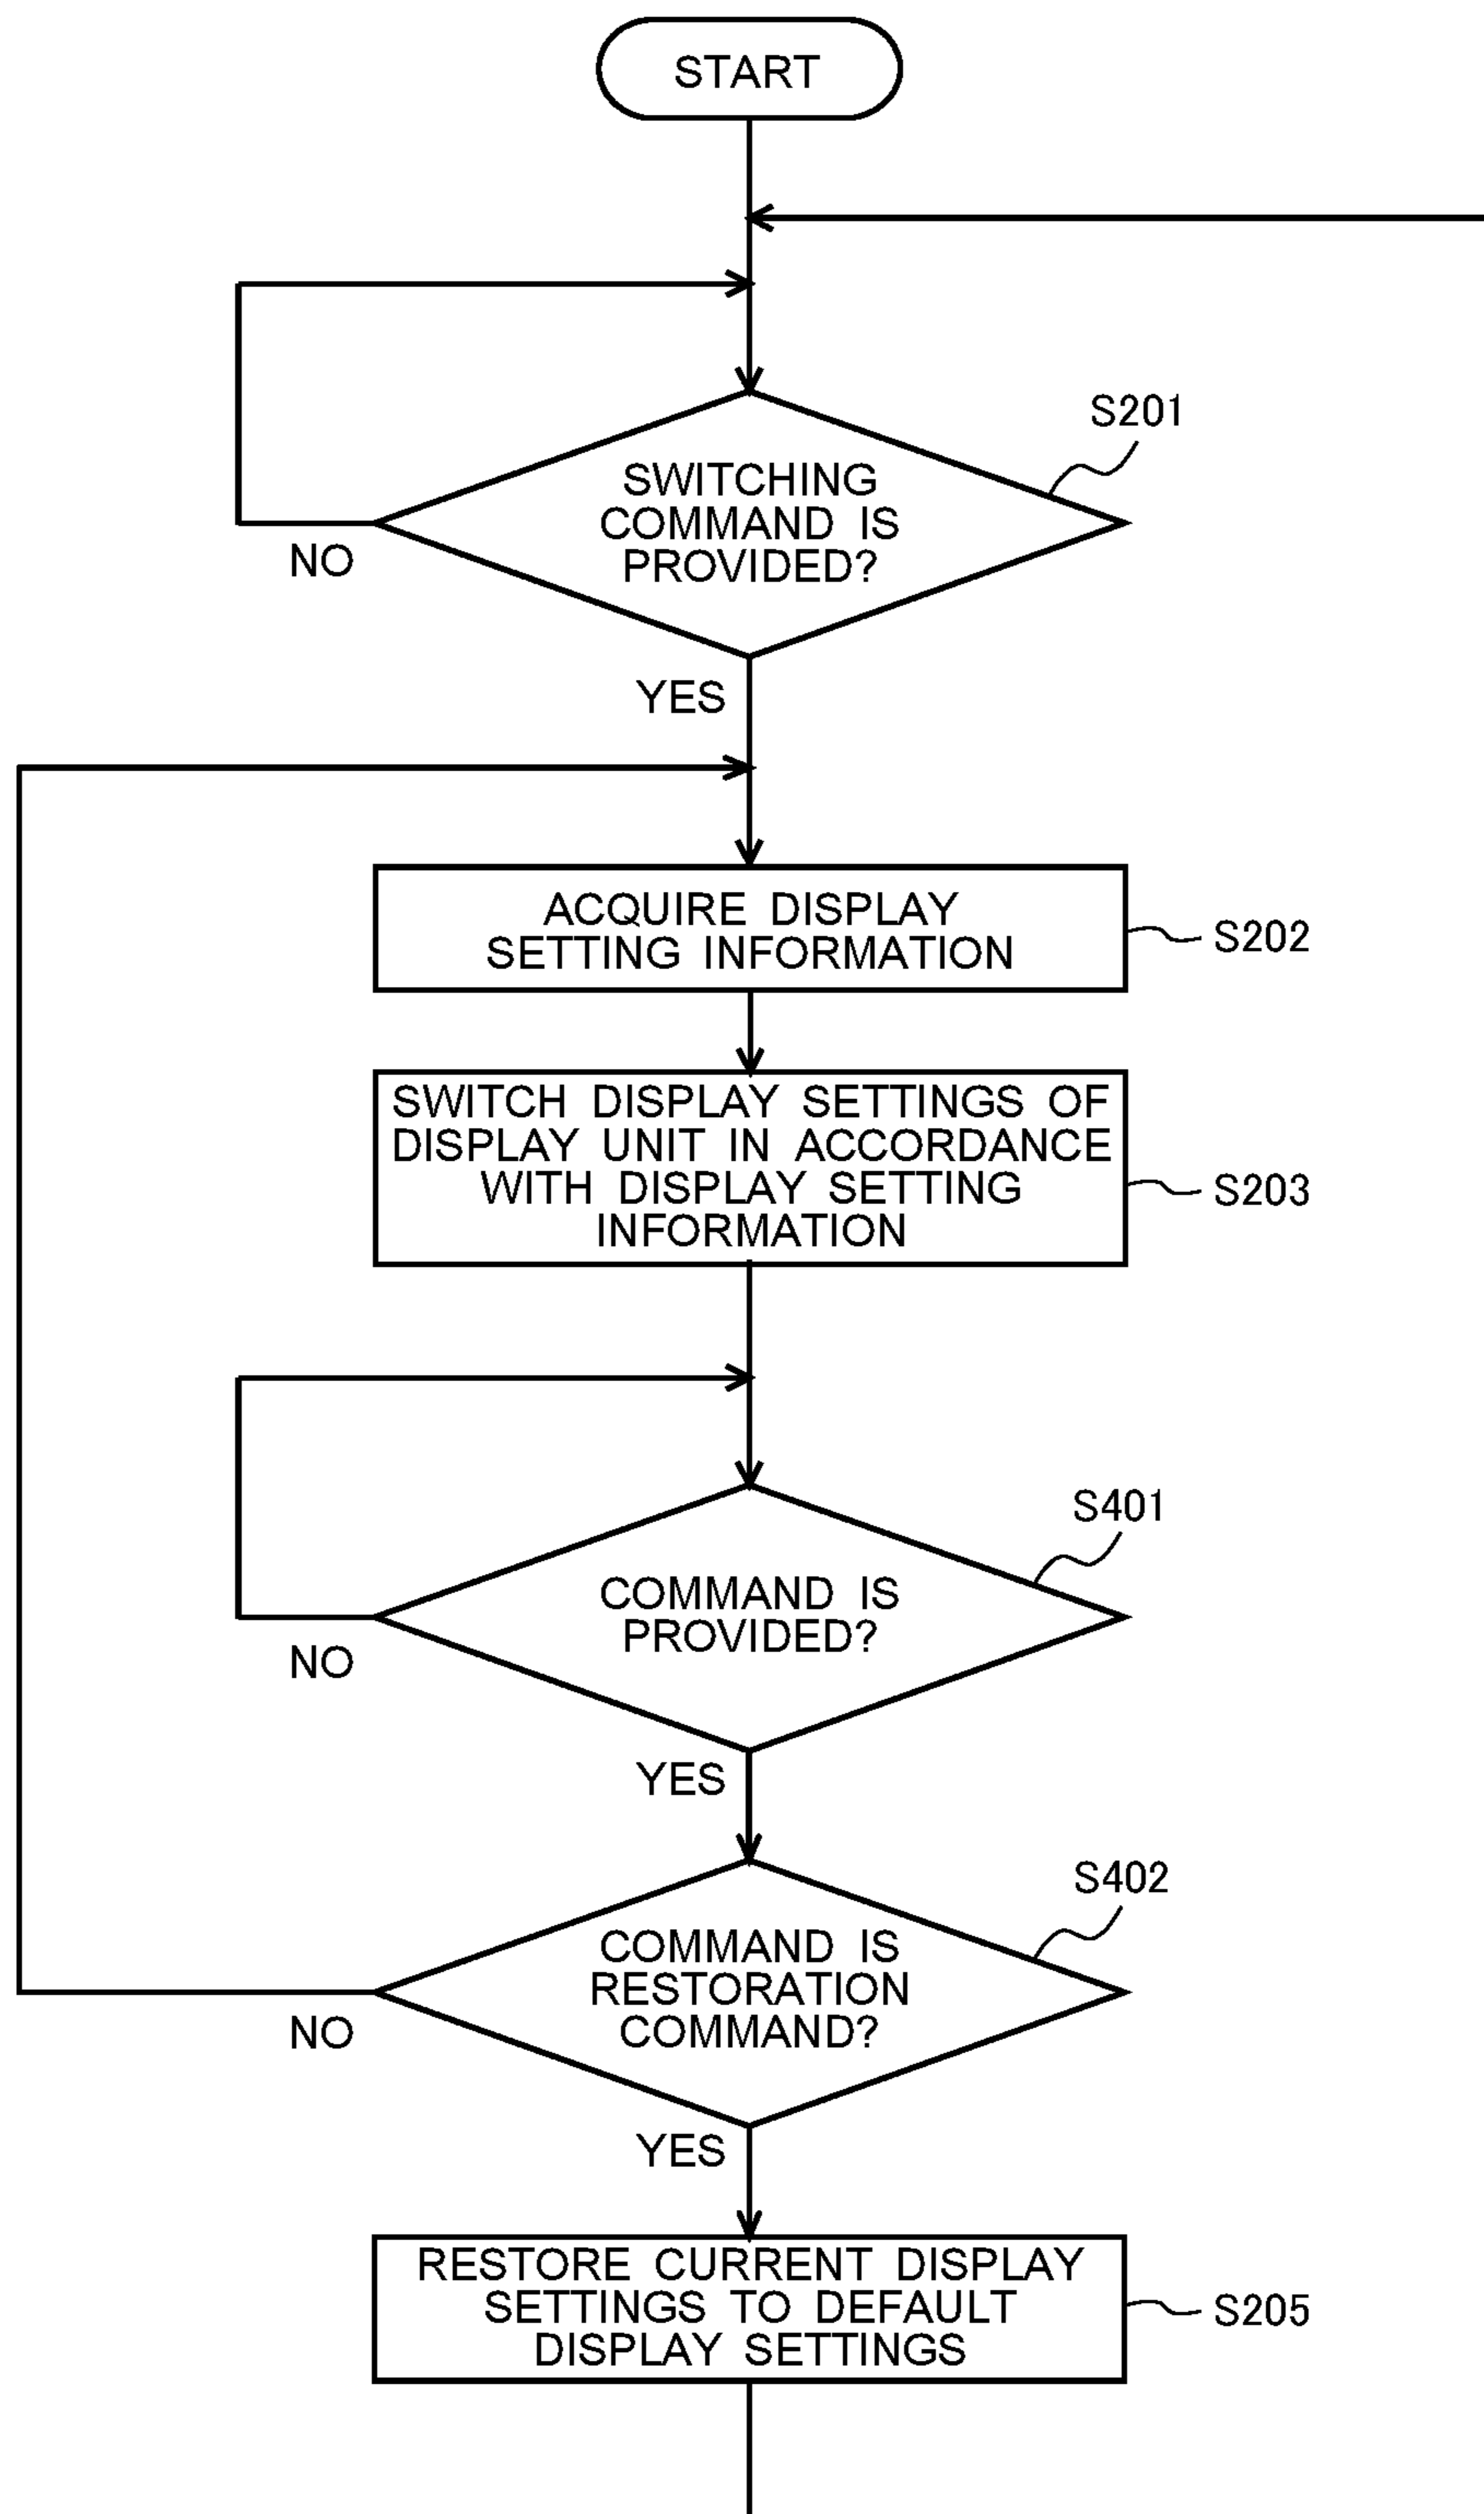 START
S201
SWITCHING
COMMAND IS
PROVIDED?
NO
YES
ACQUIRE DISPLAY
SETTING INFORMATION
S202
SWITCH DISPLAY SETTINGS OF
DISPLAY UNIT IN ACCORDANCE
WITH DISPLAY SETTING
INFORMATION
S203
S401
COMMAND IS
PROVIDED?
NO
YES
S402
COMMAND IS
RESTORATION
COMMAND?
NO
YES
RESTORE CURRENT DISPLAY
SETTINGS TO DEFAULT
DISPLAY SETTINGS
S205